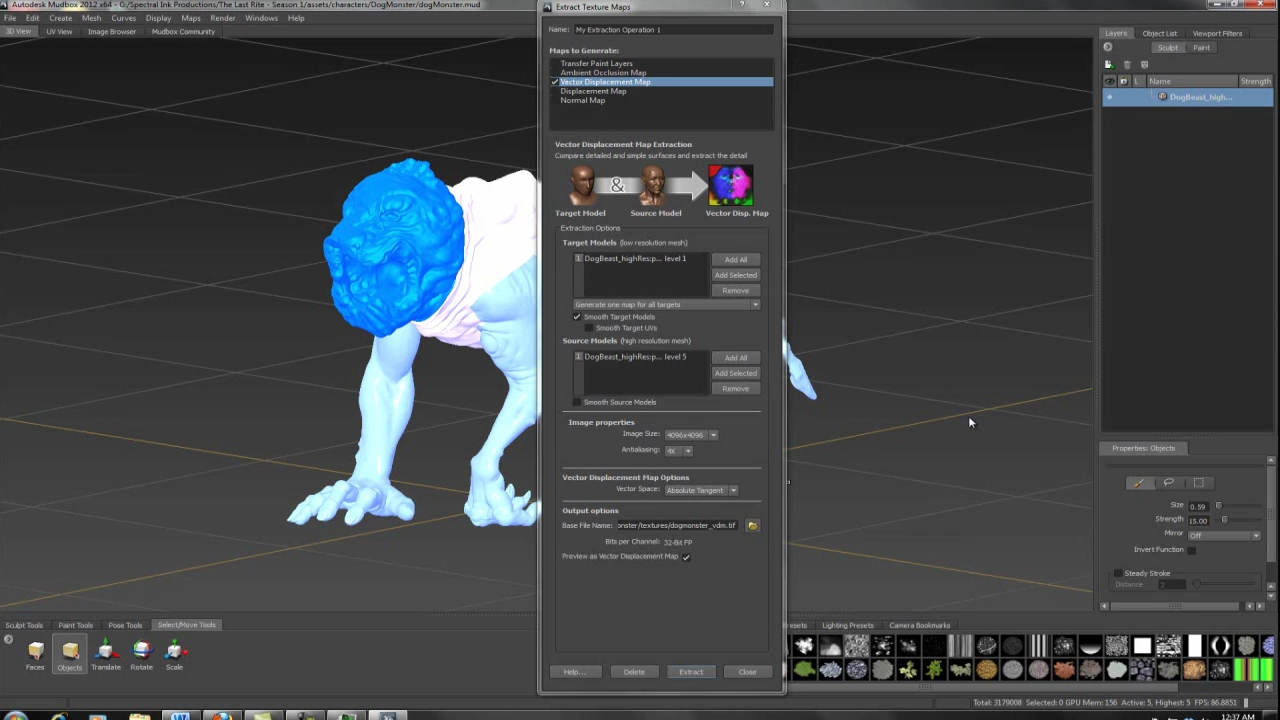 Autodesk Mudbox 2012 x64 - G:/Spectral Ink Productions/The Last Rite - Season 1/assets/characters/DogMonster/dogMonster.mud
File Edit Create Mesh Curves Display Maps Render Windows Help
3D View UV View Image Browser Mudbox Community
Extract Texture Maps
Name: My Extraction Operation 1
Maps to Generate:
Transfer Paint Layers
Ambient Occlusion Map
Vector Displacement Map
Displacement Map
Normal Map
Vector Displacement Map Extraction
Compare detailed and simple surfaces and extract the detail
&
Target Model Source Model Vector Disp. Map
Extraction Options
Target Models (low resolution mesh)
1 DogBeast_highRes:p... level 1
Add All
Add Selected
Remove
Generate one map for all targets
Smooth Target Models
Smooth Target UVs
Source Models (high resolution mesh)
1 DogBeast_highRes:p... level 5
Add All
Add Selected
Remove
Smooth Source Models
Image properties
Image Size: 4096x4096
Antialiasing: 4X
Vector Displacement Map Options
Vector Space: Absolute Tangent
Output options
Base File Name: onster/textures/dogmonster_vdm.tif
Bits per Channel: 32-Bit FP
Preview as Vector Displacement Map
Help... Delete Extract Close
Layers Object List Viewport Filters
Sculpt Paint
L Name Strength
DogBeast_high...
Properties: Objects
Size 0.59
Strength 15.00
Mirror Off
Invert Function
Steady Stroke
Distance: 2
Sculpt Tools Paint Tools Pose Tools Select/Move Tools
Faces Objects Translate Rotate Scale
Presets Lighting Presets Camera Bookmarks
Total: 3179008 Selected: 0 GPU Mem: 156 Active: 5, Highest: 5 FPS: 86.8851
12:37 AM